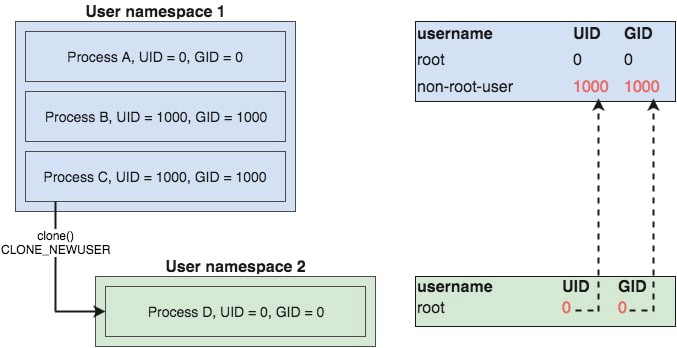 User namespace 1
Process A, UID = 0, GID = 0
Process B, UID = 1000, GID = 1000
Process C, UID = 1000, GID = 1000
clone()
CLONE_NEWUSER
User namespace 2
Process D, UID = 0, GID = 0
username UID GID
root 0 0
non-root-user 1000 1000
username UID GID
root 0 0